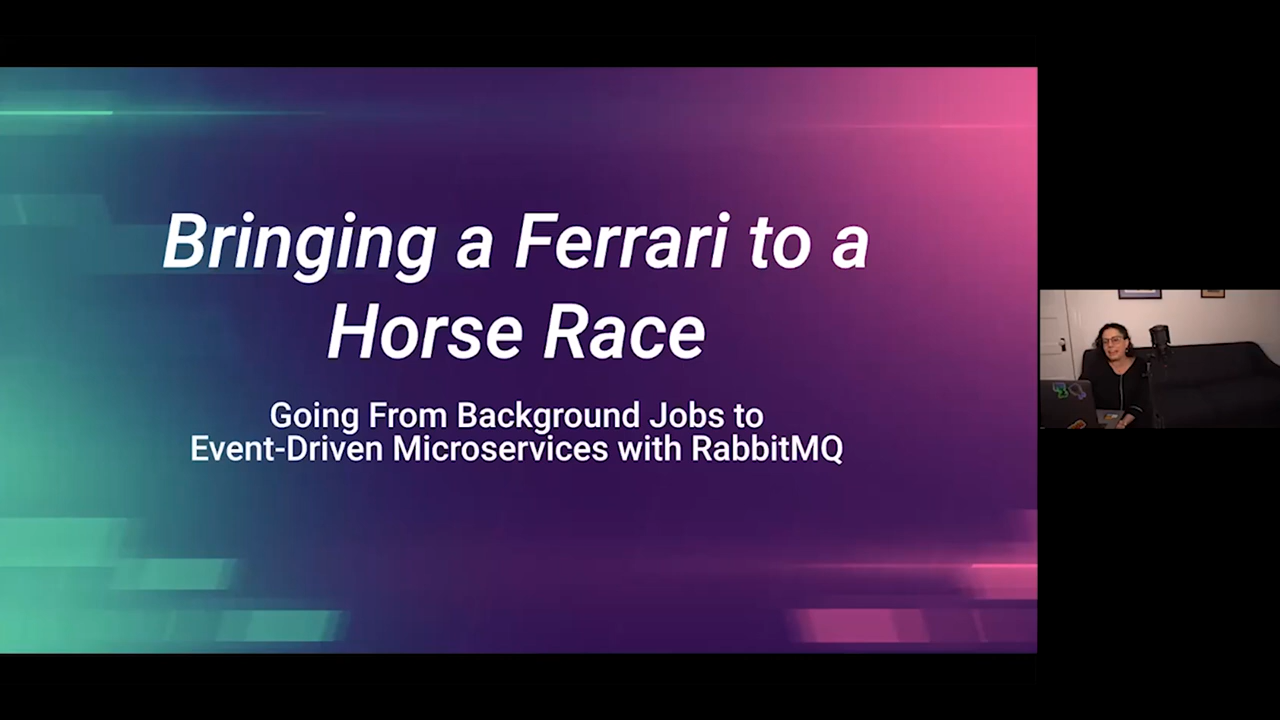 Bringing a Ferrari to a
Horse Race
Going From Background Jobs to
Event-Driven Microservices with RabbitMQ